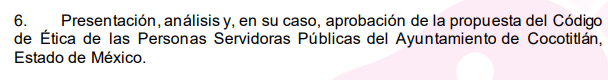 6. Presentación, análisis y, en su caso, aprobación de la propuesta del Código
de Ética de las Personas Servidoras Públicas del Ayuntamiento de Cocotitlán,
Estado de México.